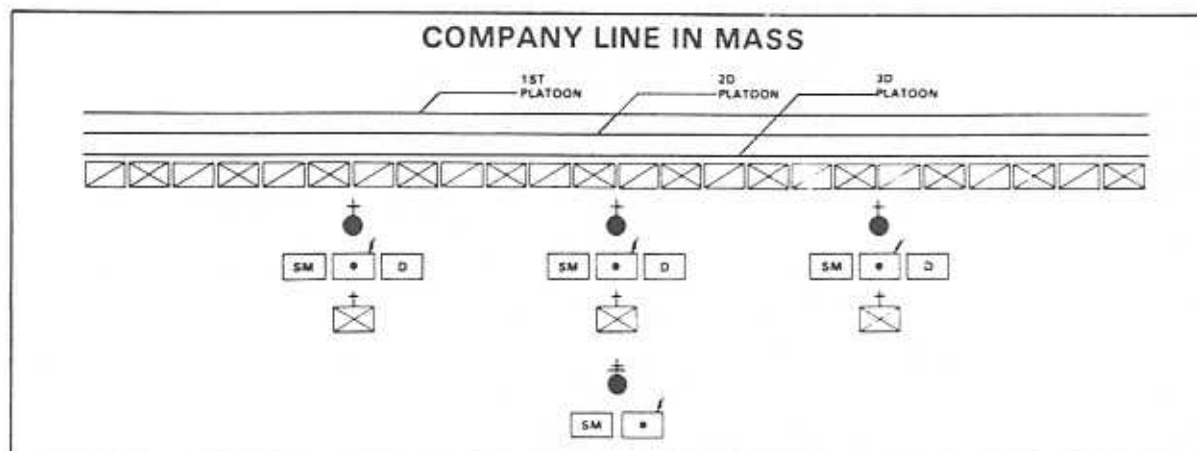 COMPANY LINE IN MASS
1ST
PLATOON
2D
PLATOON
3D
PLATOON
SM D SM D SM D
SM